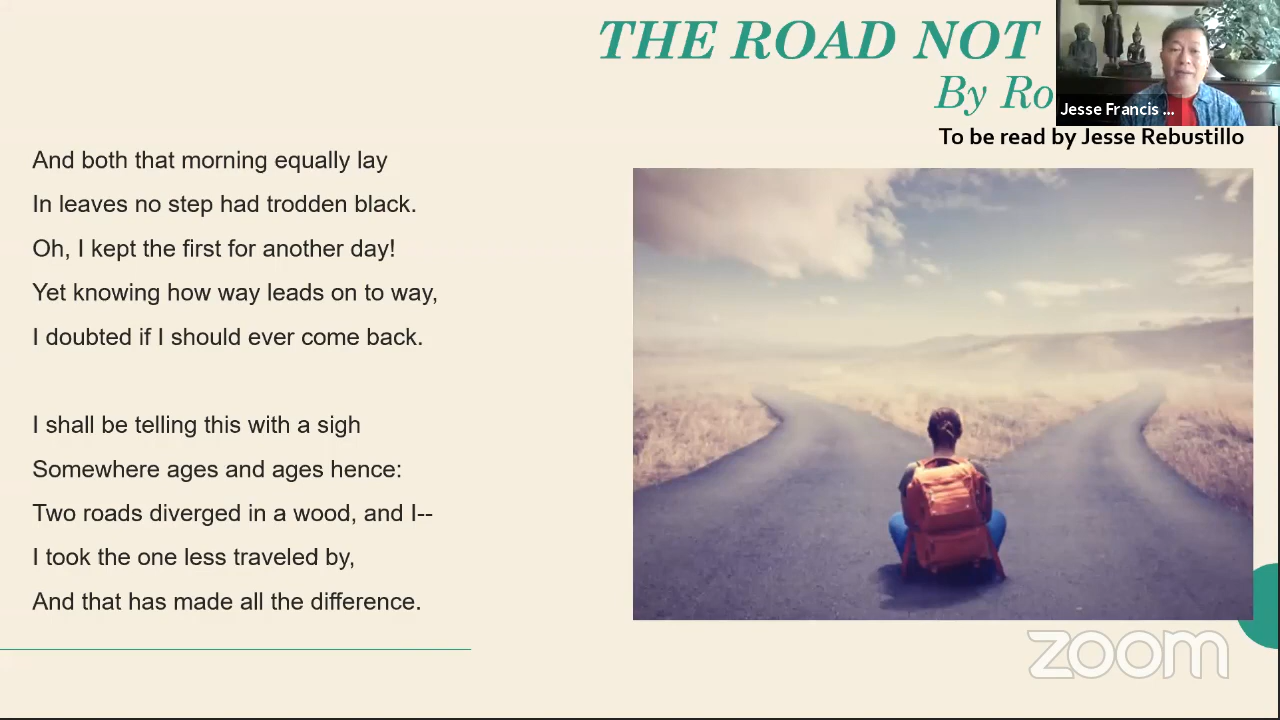 THE ROAD NOT
By Ro
Jesse Francis ...
To be read by Jesse Rebustillo
And both that morning equally lay
In leaves no step had trodden black.
Oh, I kept the first for another day!
Yet knowing how way leads on to way,
I doubted if I should ever come back.
I shall be telling this with a sigh
Somewhere ages and ages hence:
Two roads diverged in a wood, and I--
I took the one less traveled by,
And that has made all the difference.
zoom